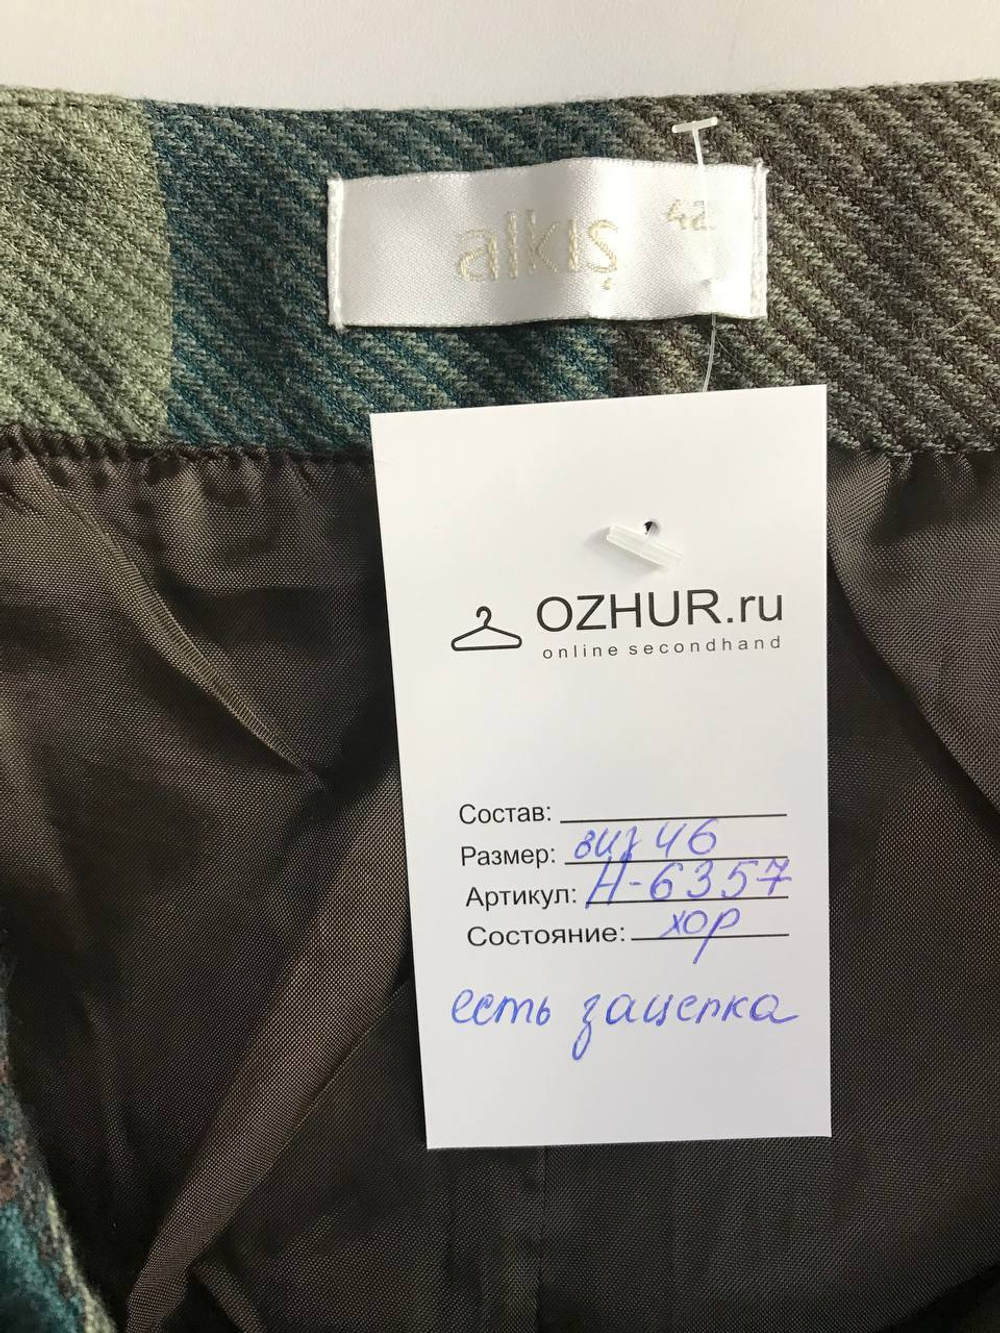 alkış 42
OZHUR.ru
online secondhand
Состав:
Размер: виз 46
Артикул: Н-6357
Состояние: хор
есть зацепка